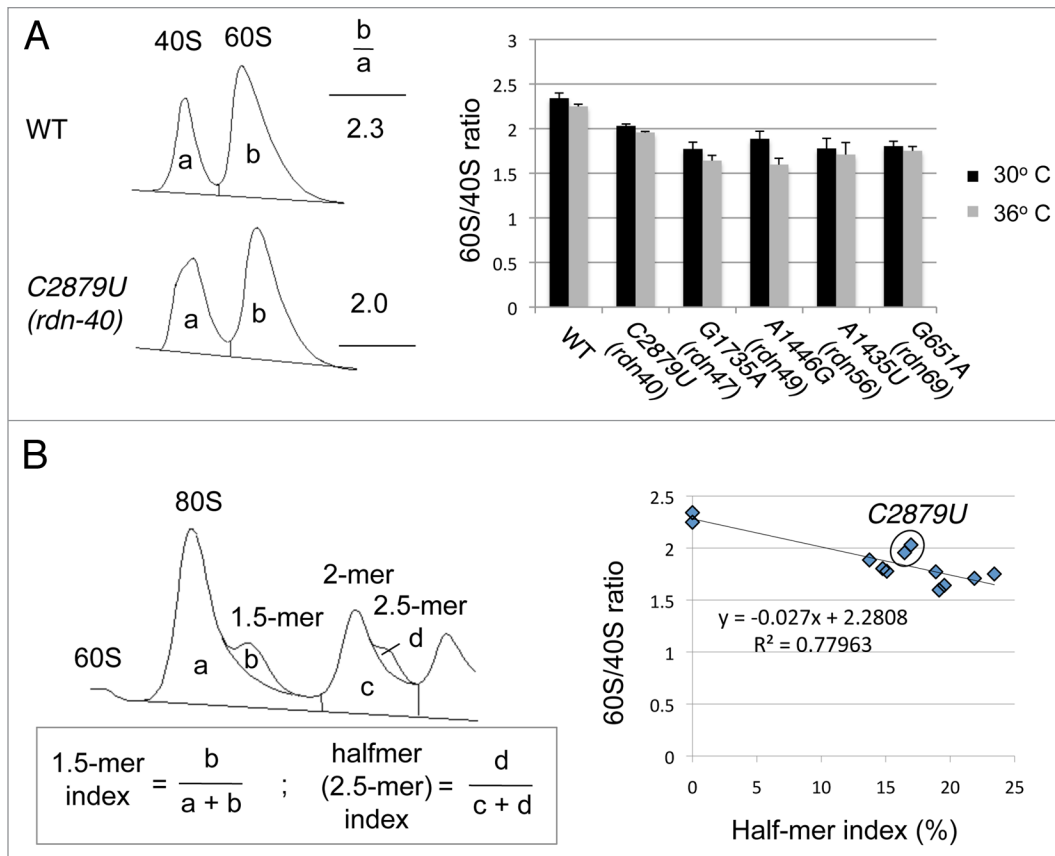 A
40S 60S b
a
WT a b 2.3
C2879U
(rdn-40) a b 2.0
60S/40S ratio
3
2.5
2
1.5
1
0.5
0
WT
C2879U
(rdn40)
G1735A
(rdn47)
A1446G
(rdn49)
A1435U
(rdn56)
G651A
(rdn69)
30º C
36º C
B
80S
2-mer
1.5-mer 2.5-mer
60S
a b c d
1.5-mer
index = b
a + b
;
halfmer
(2.5-mer) =
index
d
c + d
60S/40S ratio
2.5
2
1.5
1
0.5
0
C2879U
y = -0.027x + 2.2808
R² = 0.77963
0 5 10 15 20 25
Half-mer index (%)